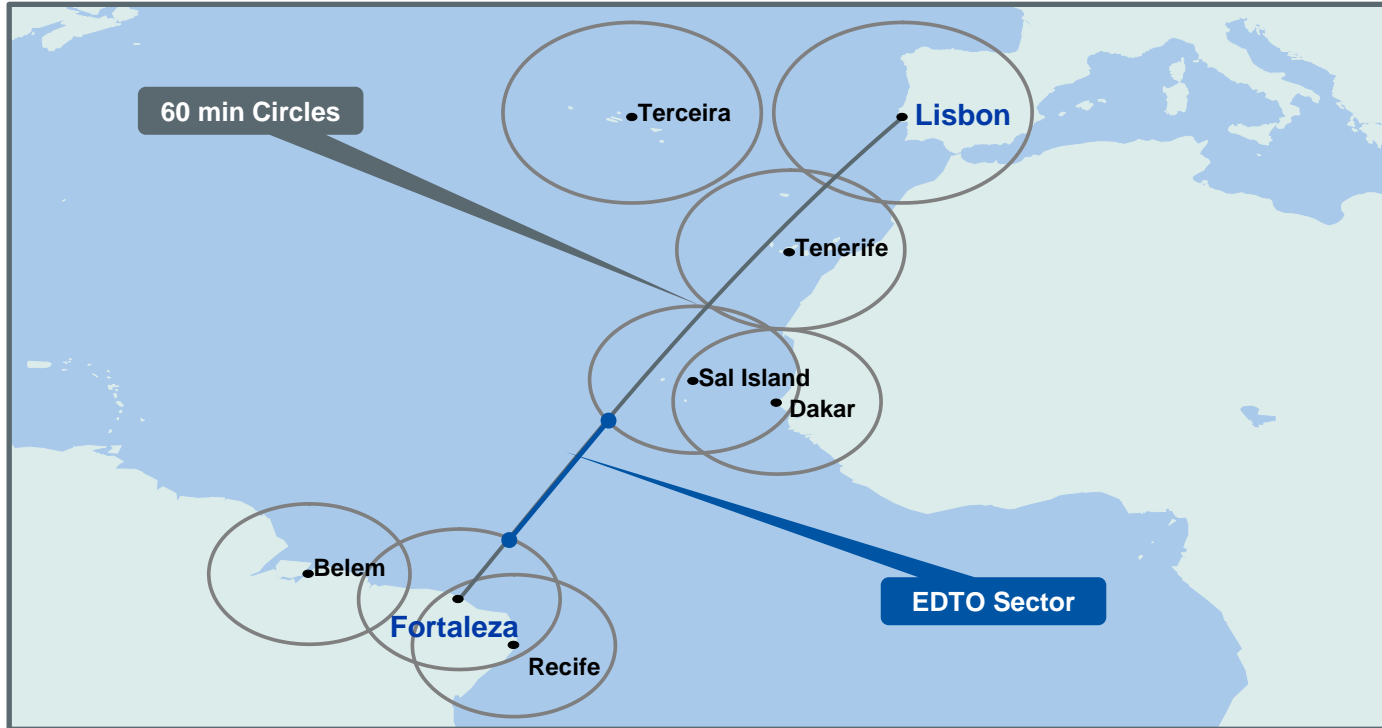 60 min Circles
Terceira
Lisbon
Tenerife
Sal Island
Dakar
Belem
EDTO Sector
Fortaleza
Recife